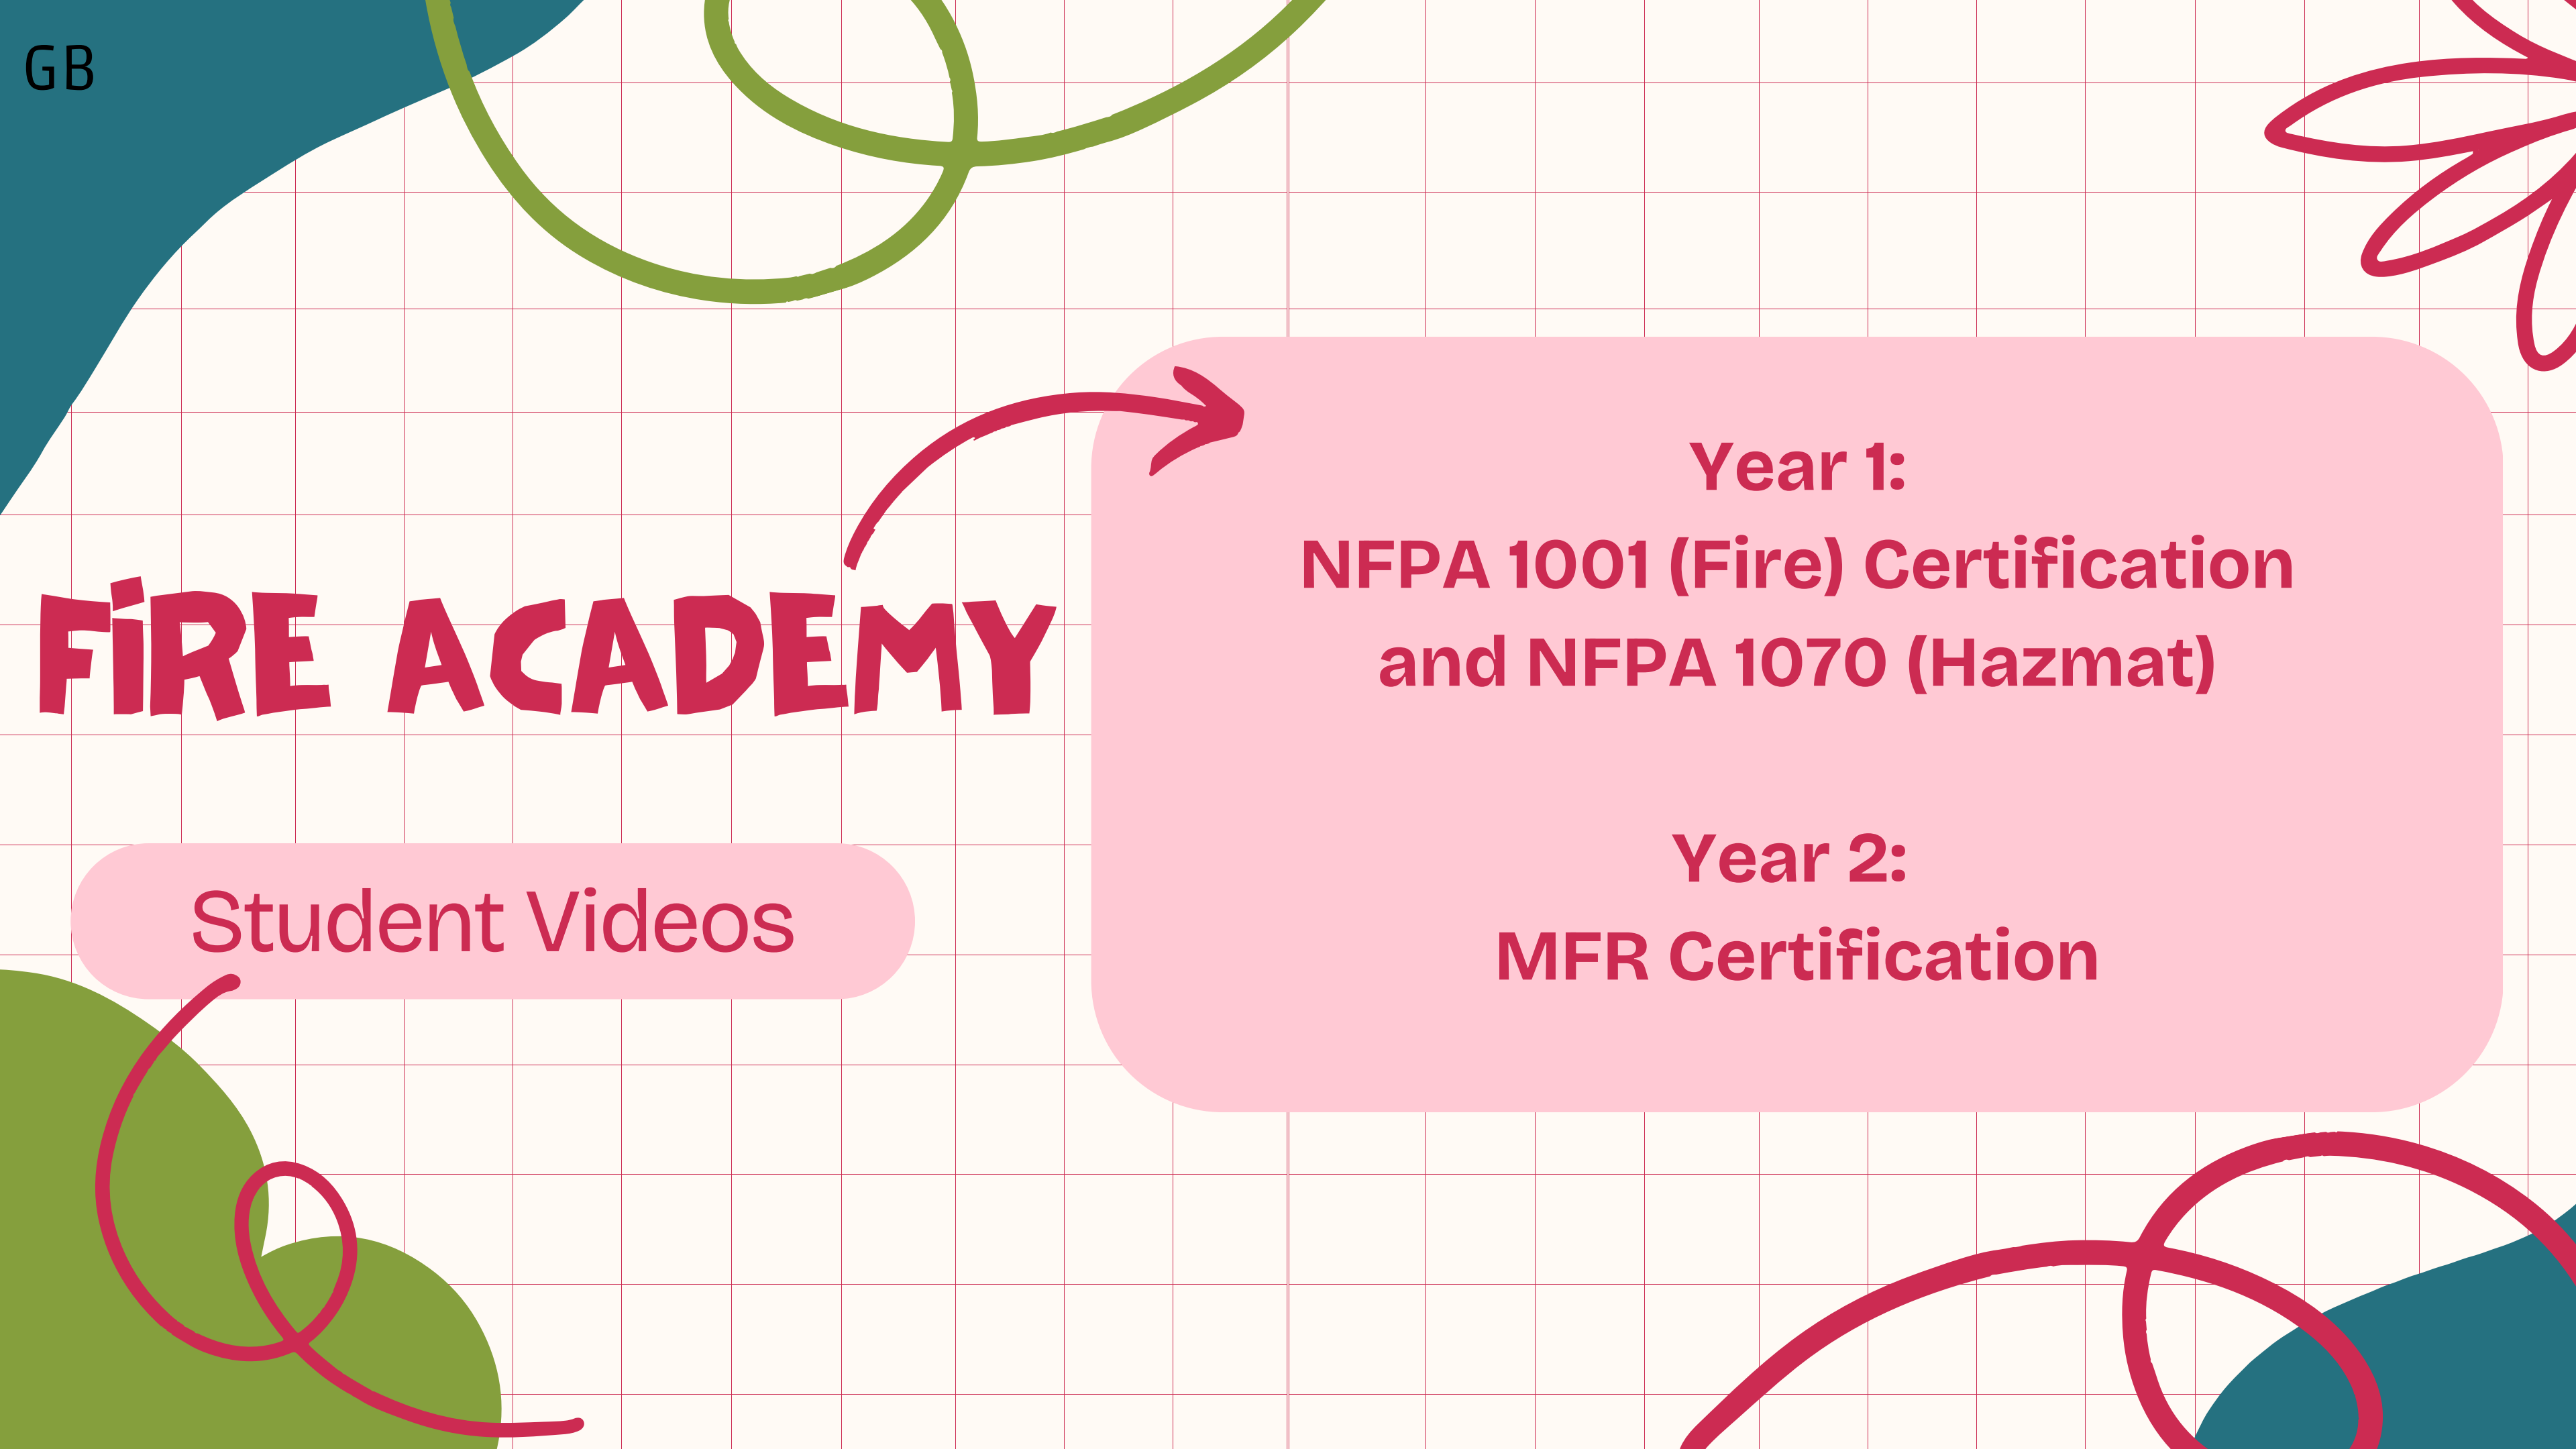 GB
FiRE ACADEMY
Student Videos
Year 1:
NFPA 1001 (Fire) Certification
and NFPA 1070 (Hazmat)
Year 2:
MFR Certification